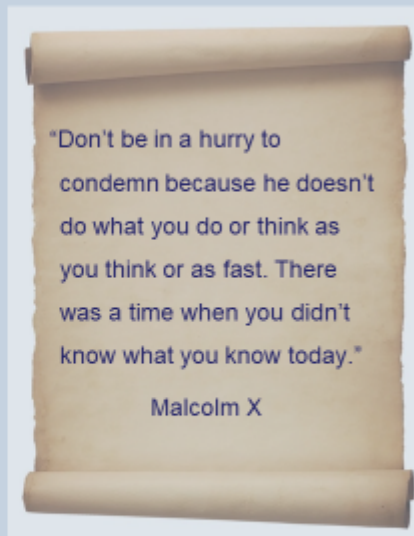 “Don’t be in a hurry to
condemn because he doesn’t
do what you do or think as
you think or as fast. There
was a time when you didn’t
know what you know today.”
Malcolm X